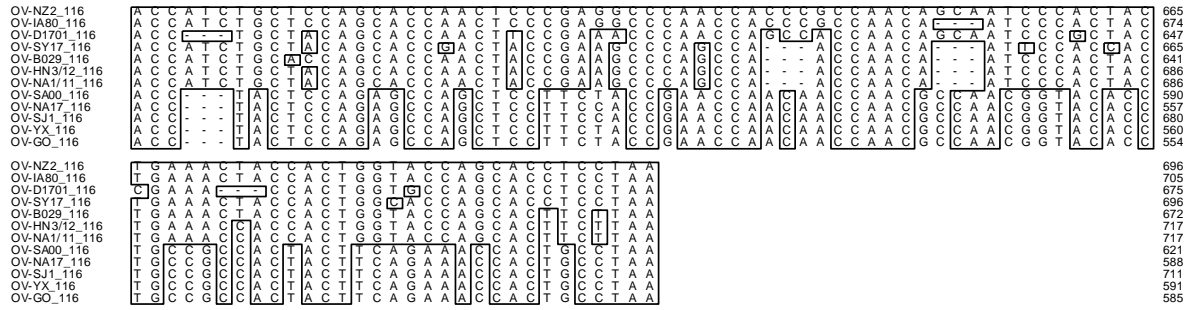 OV-NZ2_116 A C C A T C T G C T C C A G C A C C A A C T C C C G A G G C C C A A C C A C C C G C C A A C A G C A A T C C C A C T A C 665
OV-IA80_116 A C C A T C T G C T C C A G C A C C A A C T C C C G A G G C C C A A C C A C C C G C C A A C A - - - A T C C C A C T A C 674
OV-D1701_116 A C C - - - T G C T A C A G C A C C A A C T C C C G A A A C C C A A C C A G C C A C C A A C A G C A A T C C C G C T A C 647
OV-SY17_116 A C C A T C T G C T A C A G C A C C G A C T A C C G A A G C C C A G C C A - - - A C C A A C A - - - A T T C C A C C A C 665
OV-B029_116 A C C A T C T G C A C C A G C A C C A A C T A C C G A A G C C C A G C C A - - - A C C A A C A - - - A T C C C A C T A C 641
OV-HN3/12_116 A C C A T C T G C T A C A G C A C C A A C T A C C G A A G C C C A G C C A - - - A C C A A C A - - - A T C C C A C T A C 686
OV-NA1/11_116 A C C A T C T G C T A C A G C A C C A A C T A C C G A A G C C C A G C C A - - - A C C A A C A - - - A T C C C A C T A C 686
OV-SA00_116 A C C - - - T A C T C C A G A G C C A G C T C C T T C T A C C G A A C C A A C A A C C A A C G C C A A C G G T A C A C C 590
OV-NA17_116 A C C - - - T A C T C C A G A G C C A G C T C C T T C T A C C G A A C C A A C A A C C A A C G C C A A C G G T A C A C C 557
OV-SJ1_116 A C C - - - T A C T C C A G A G C C A G C T C C T T C T A C C G A A C C A A C A A C C A A C G C C A A C G G T A C A C C 680
OV-YX_116 A C C - - - T A C T C C A G A G C C A G C T C C T T C T A C C G A A C C A A C A A C C A A C G C C A A C G G T A C A C C 560
OV-GO_116 A C C - - - T A C T C C A G A G C C A G C T C C T T C T A C C G A A C C A A C A A C C A A C G C C A A C G G T A C A C C 554
OV-NZ2_116 T G A A A C T A C C A C T G G T A C C A G C A C C T C C T A A 696
OV-IA80_116 T G A A A C T A C C A C T G G T A C C A G C A C C T C C T A A 705
OV-D1701_116 C G A A A - - - C C A C T G G T G C C A G C A C C T C C T A A 675
OV-SY17_116 T G A A A C T A C C A C T G G C A C C A G C A C C T C C T A A 696
OV-B029_116 T G A A A C T A C C A C T G G T A C C A G C A C T T C T T A A 672
OV-HN3/12_116 T G A A A C C A C C A C T G G T A C C A G C A C T T C T T A A 717
OV-NA1/11_116 T G A A A C C A C C A C T G G T A C C A G C A C T T C T T A A 717
OV-SA00_116 T G C C G C C A C T A C T T C A G A A A C C A C T G C C T A A 621
OV-NA17_116 T G C C G C C A C T A C T T C A G A A A C C A C T G C C T A A 588
OV-SJ1_116 T G C C G C C A C T A C T T C A G A A A C C A C T G C C T A A 711
OV-YX_116 T G C C G C C A C T A C T T C A G A A A C C A C T G C C T A A 591
OV-GO_116 T G C C G C C A C T A C T T C A G A A A C C A C T G C C T A A 585